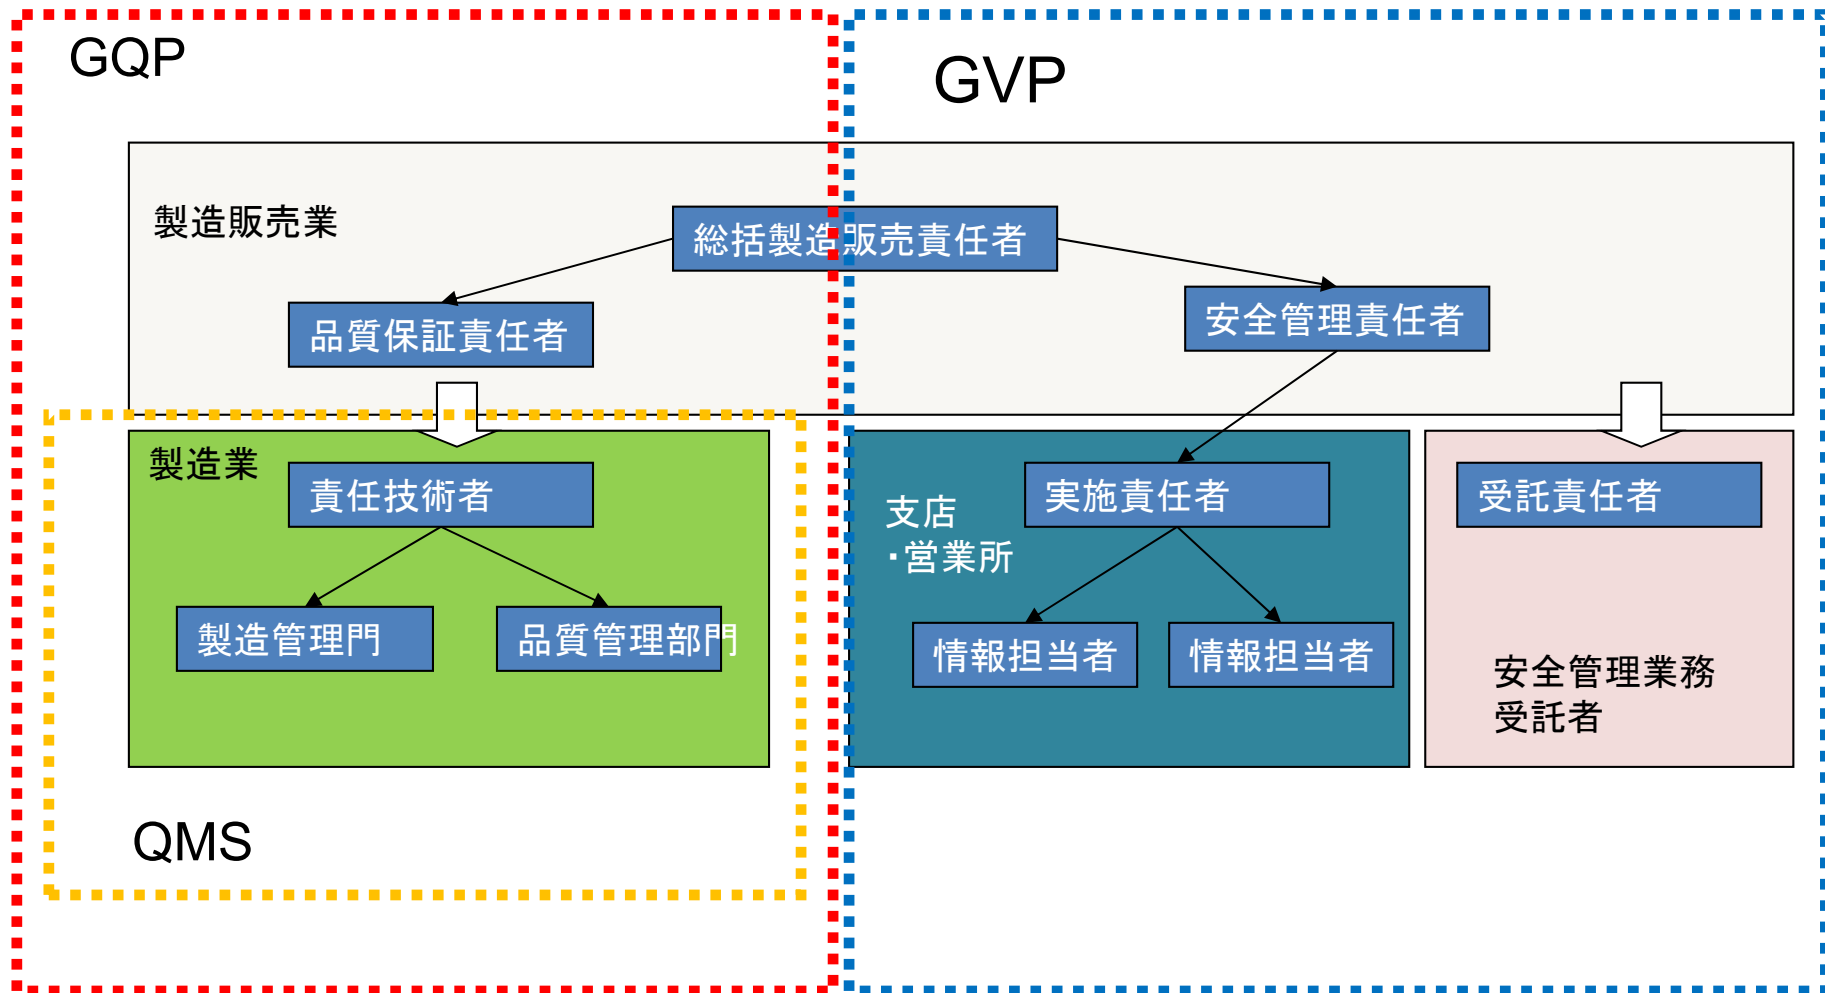 GQP
GVP
製造販売業
総括製造販売責任者
品質保証責任者
安全管理責任者
製造業
責任技術者
製造管理門
品質管理部門
QMS
支店
・営業所
実施責任者
情報担当者
情報担当者
受託責任者
安全管理業務
受託者